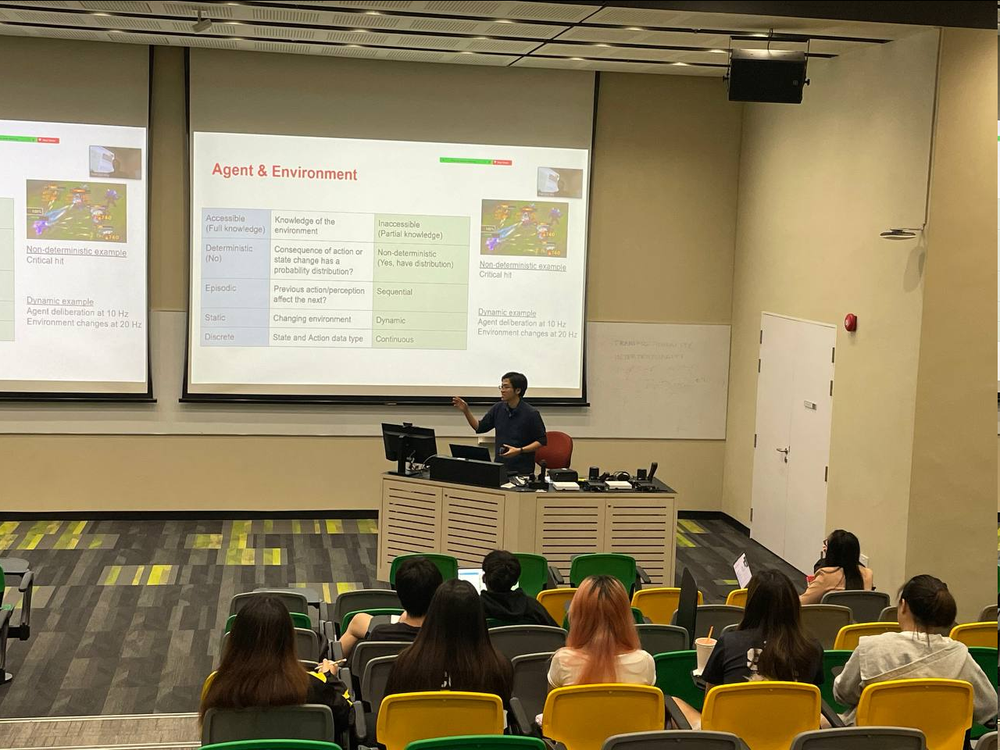 Non-deterministic example
Critical hit
Dynamic example
Agent deliberation at 10 Hz
Environment changes at 20 Hz
Agent & Environment
Accessible
(Full knowledge)
Knowledge of the
environment
Inaccessible
(Partial knowledge)
Deterministic
(No)
Consequence of action or
state change has a
probability distribution?
Non-deterministic
(Yes, have distribution)
Episodic
Previous action/perception
affect the next?
Sequential
Static
Changing environment
Dynamic
Discrete
State and Action data type
Continuous
Non-deterministic example
Critical hit
Dynamic example
Agent deliberation at 10 Hz
Environment changes at 20 Hz